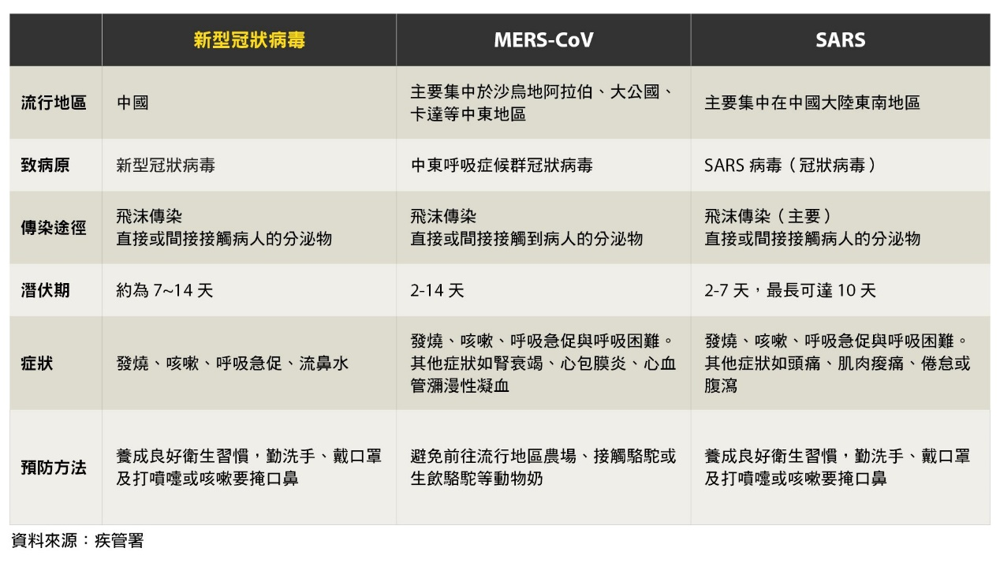 新型冠狀病毒 MERS-CoV SARS
流行地區
中國
主要集中於沙烏地阿拉伯、大公國、
卡達等中東地區
主要集中在中國大陸東南地區
致病原
新型冠狀病毒
中東呼吸症候群冠狀病毒
SARS 病毒（冠狀病毒）
傳染途徑
飛沫傳染
直接或間接接觸病人的分泌物
飛沫傳染
直接或間接接觸到病人的分泌物
飛沫傳染（主要）
直接或間接接觸病人的分泌物
潛伏期
約為 7~14 天
2-14 天
2-7 天，最長可達 10 天
症狀
發燒、咳嗽、呼吸急促、流鼻水
發燒、咳嗽、呼吸急促與呼吸困難。
其他症狀如腎衰竭、心包膜炎、心血
管瀰漫性凝血
發燒、咳嗽、呼吸急促與呼吸困難。
其他症狀如頭痛、肌肉痠痛、倦怠或
腹瀉
預防方法
養成良好衛生習慣，勤洗手、戴口罩
及打噴嚏或咳嗽要掩口鼻
避免前往流行地區農場、接觸駱駝或
生飲駱駝等動物奶
養成良好衛生習慣，勤洗手、戴口罩
及打噴嚏或咳嗽要掩口鼻
資料來源：疾管署